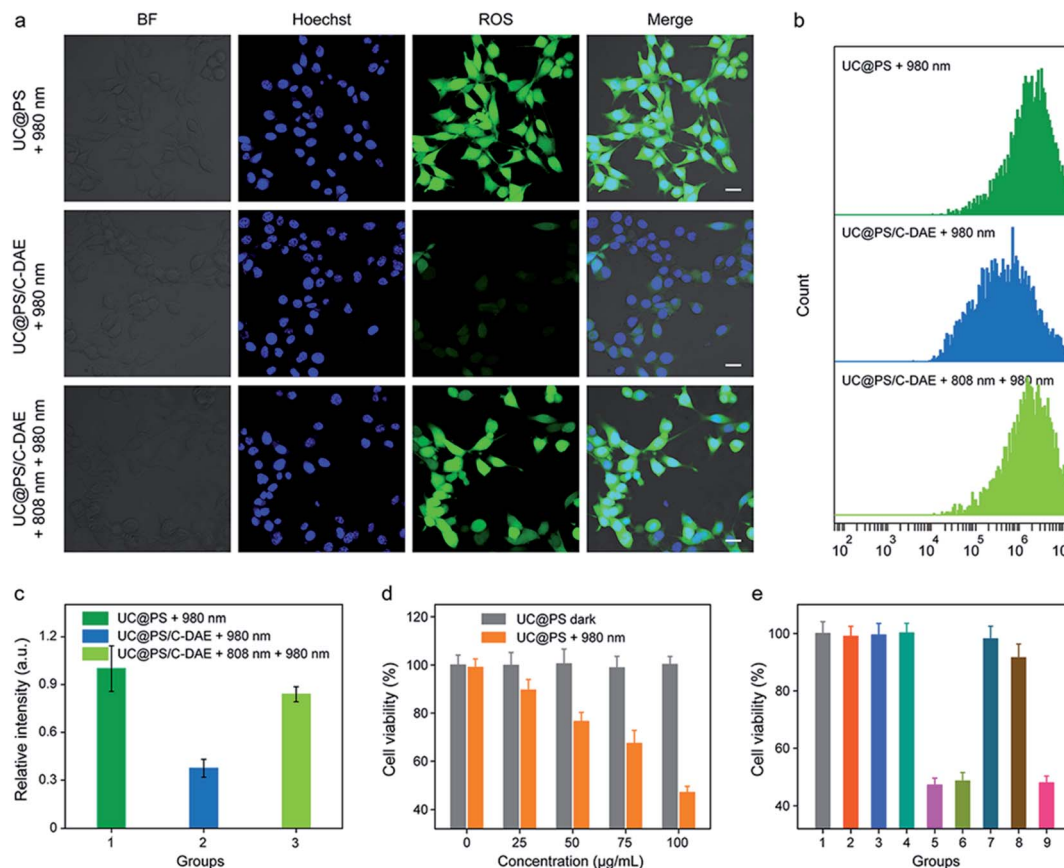 a
BF
Hoechst
ROS
Merge
UC@PS
+ 980 nm
UC@PS/C-DAE
+ 980 nm
UC@PS/C-DAE
+ 808 nm + 980 nm
b
UC@PS + 980 nm
UC@PS/C-DAE + 980 nm
UC@PS/C-DAE + 808 nm + 980 nm
Count
10^2 10^3 10^4 10^5 10^6
c
UC@PS + 980 nm
UC@PS/C-DAE + 980 nm
UC@PS/C-DAE + 808 nm + 980 nm
Relative intensity (a.u.)
1.2
0.9
0.6
0.3
0
1 2 3
Groups
d
UC@PS dark
UC@PS + 980 nm
Cell viability (%)
120
100
80
60
40
0 25 50 75 100
Concentration (µg/mL)
e
Cell viability (%)
100
80
60
40
1 2 3 4 5 6 7 8 9
Groups